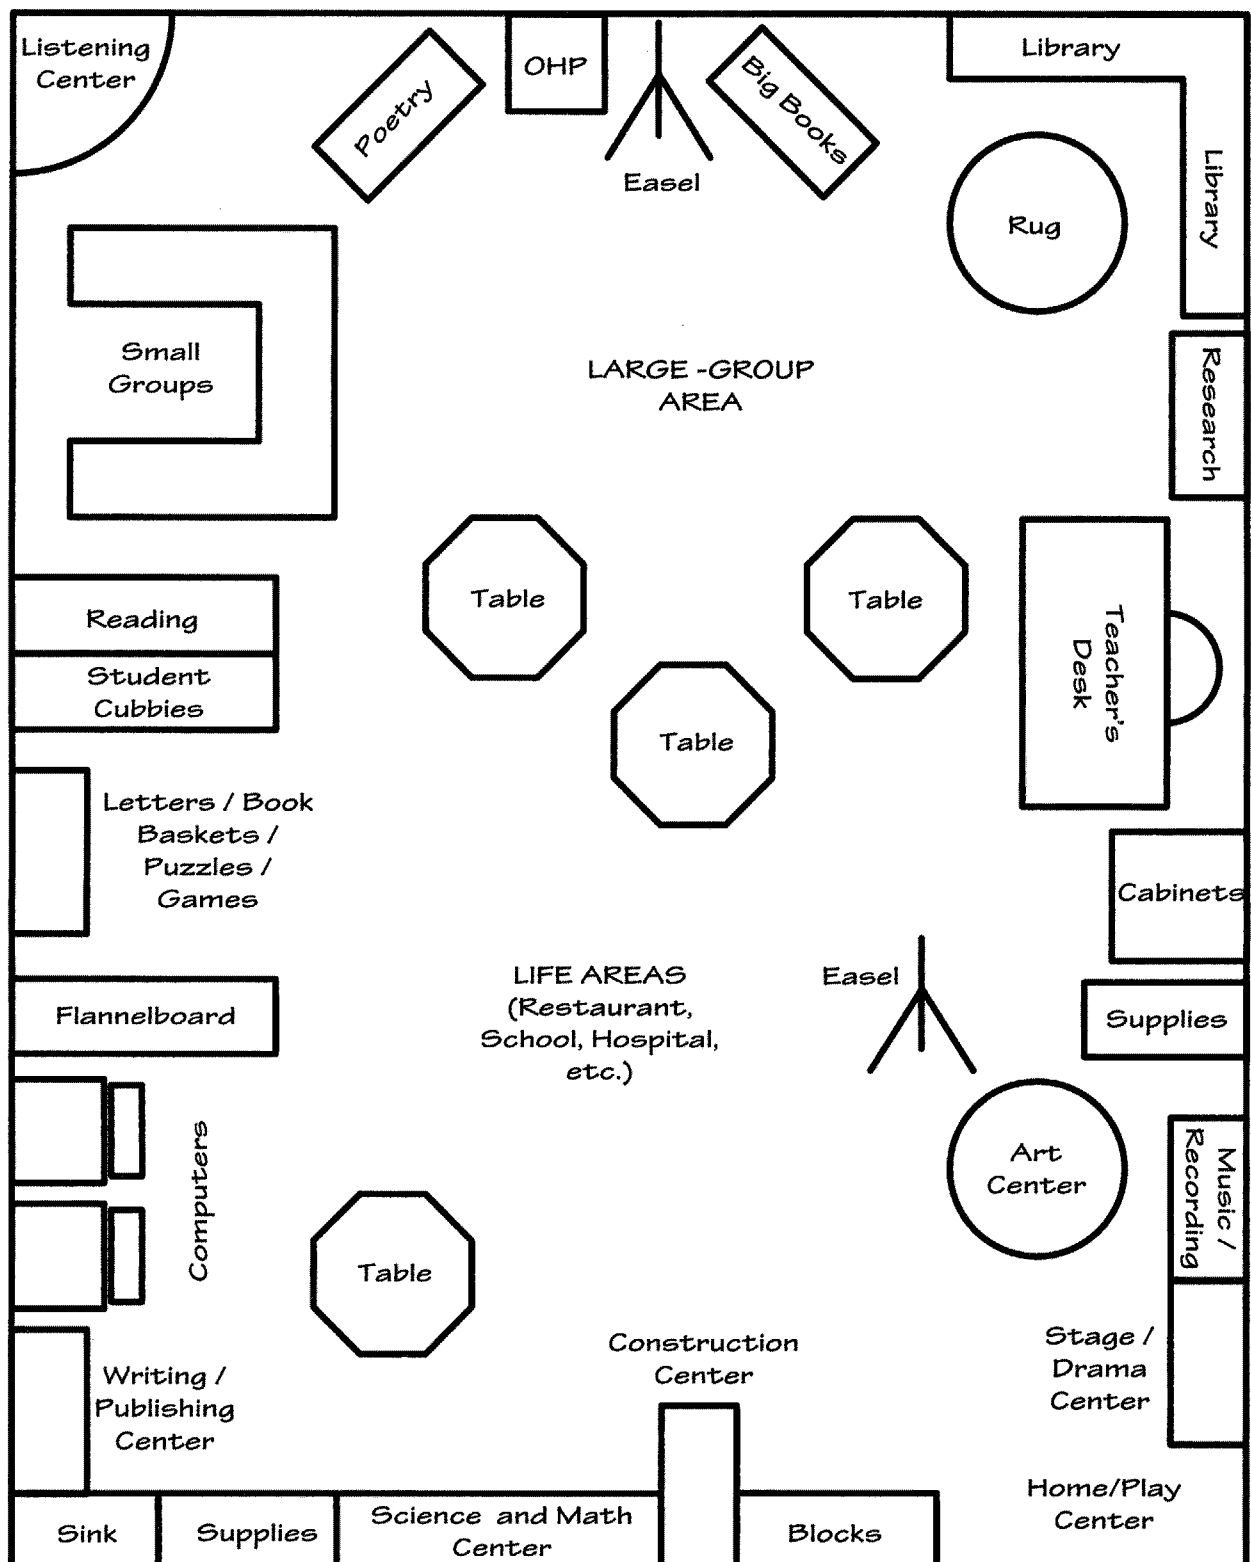 Listening
Center
Poetry
OHP
Easel
Big Books
Library
Library
Rug
Small
Groups
LARGE -GROUP
AREA
Research
Reading
Student
Cubbies
Table
Table
Table
Teacher's
Desk
Letters / Book
Baskets /
Puzzles /
Games
Cabinets
Flannelboard
LIFE AREAS
(Restaurant,
School, Hospital,
etc.)
Easel
Supplies
Computers
Art
Center
Music /
Recording
Table
Construction
Center
Stage /
Drama
Center
Writing /
Publishing
Center
Home/Play
Center
Sink
Supplies
Science and Math
Center
Blocks